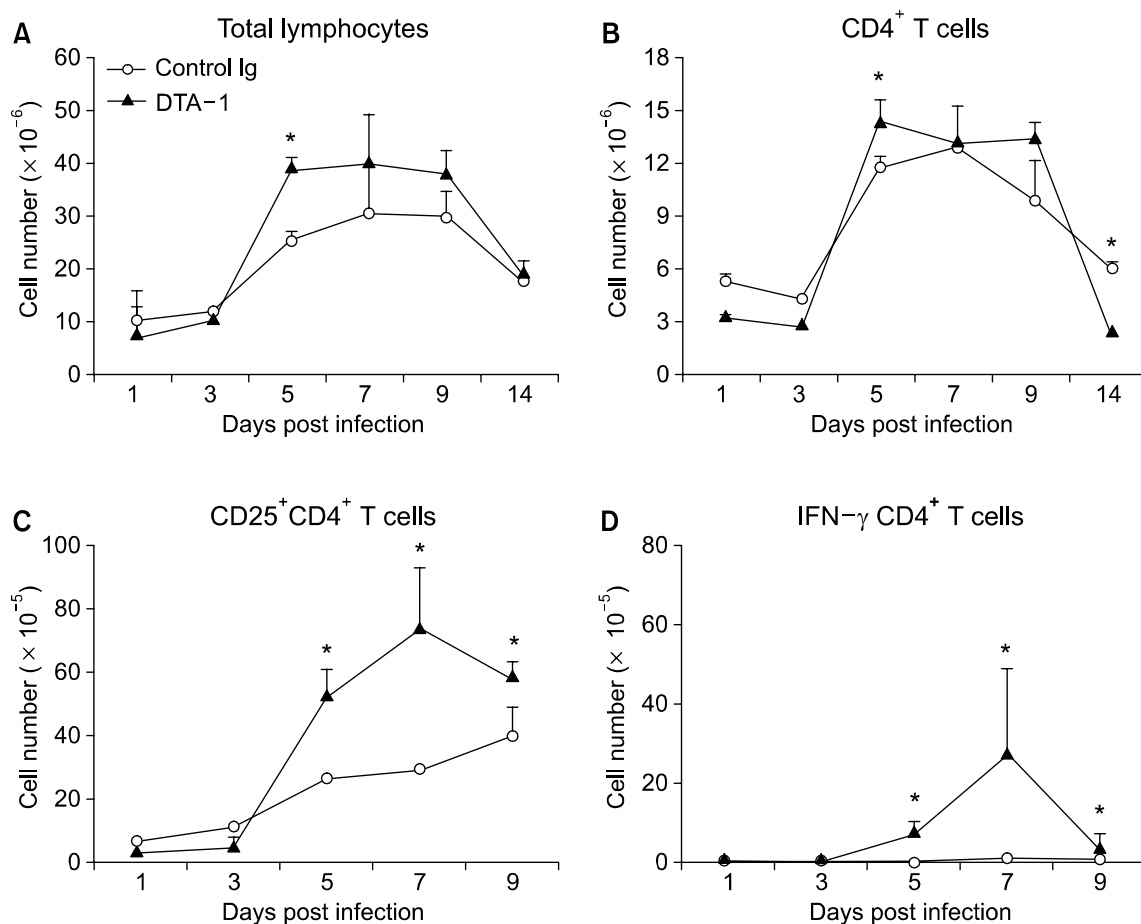 A
Total lymphocytes
Cell number (× 10⁻⁶)
60
50
40
30
20
10
0
Control Ig
DTA−1
*
1 3 5 7 9 14
Days post infection
B
CD4⁺ T cells
Cell number (× 10⁻⁶)
18
15
12
9
6
3
0
*
*
1 3 5 7 9 14
Days post infection
C
CD25⁺CD4⁺ T cells
Cell number (× 10⁻⁵)
100
80
60
40
20
0
*
*
*
1 3 5 7 9
Days post infection
D
IFN−γ CD4⁺ T cells
Cell number (× 10⁻⁵)
80
60
40
20
0
*
*
*
1 3 5 7 9
Days post infection